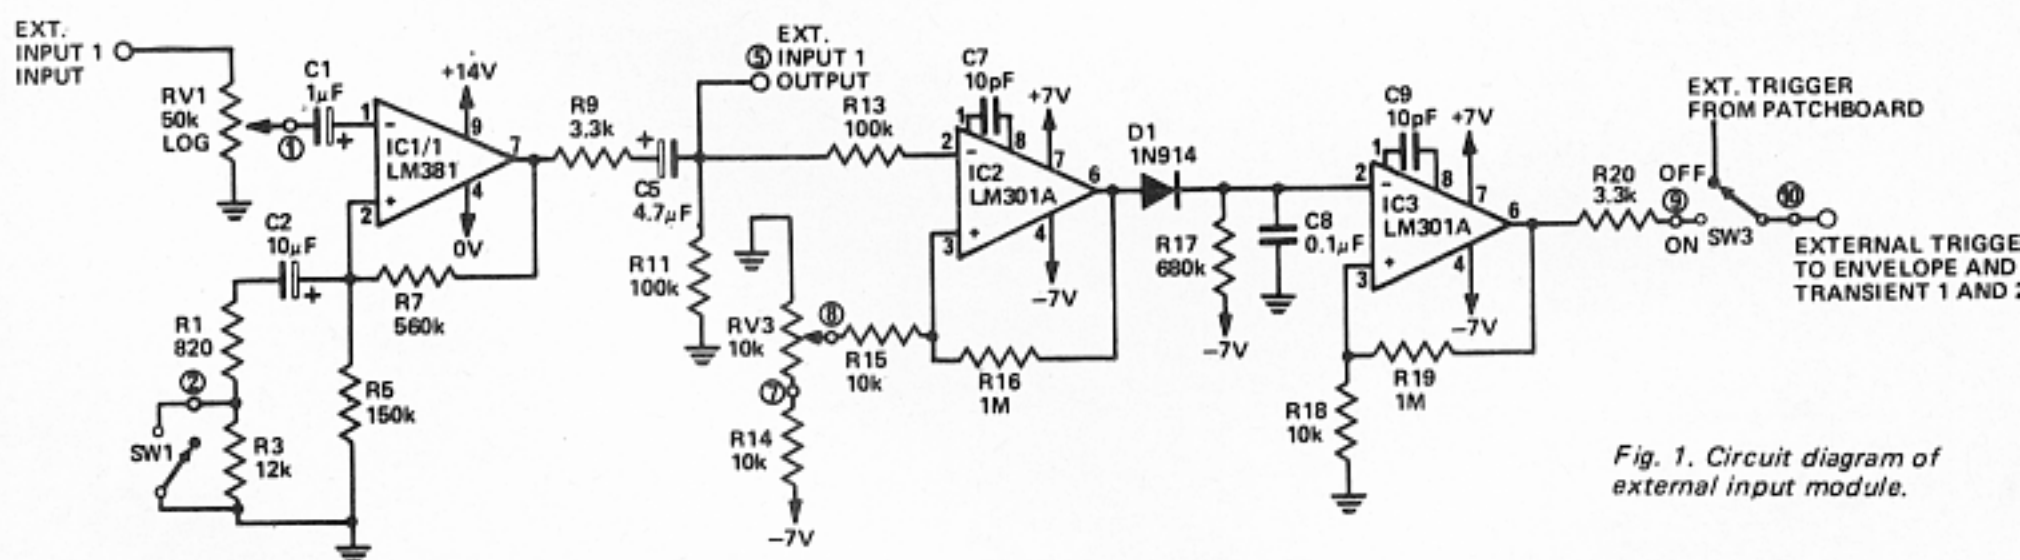 EXT.
INPUT 1
INPUT
RV1
50k
LOG
①
C1
1µF
+
1
–
IC1/1
LM381
+
2
+14V
9
7
4
0V
C2
10µF
+
R1
820
②
SW1
R3
12k
R5
150k
R7
560k
R9
3.3k
+
C5
4.7µF
⑤
EXT.
INPUT 1
OUTPUT
R11
100k
R13
100k
C7
10pF
1
8
+7V
7
2
–
IC2
LM301A
+
3
6
4
–7V
RV3
10k
⑧
R15
10k
⑦
R14
10k
–7V
R16
1M
D1
1N914
R17
680k
–7V
C8
0.1µF
C9
10pF
1
8
+7V
7
2
–
IC3
LM301A
+
3
6
4
–7V
R18
10k
R19
1M
R20
3.3k
EXT. TRIGGER
FROM PATCHBOARD
OFF
⑨
ON
SW3
⑩
EXTERNAL TRIGGE
TO ENVELOPE AND
TRANSIENT 1 AND 2
Fig. 1. Circuit diagram of
external input module.